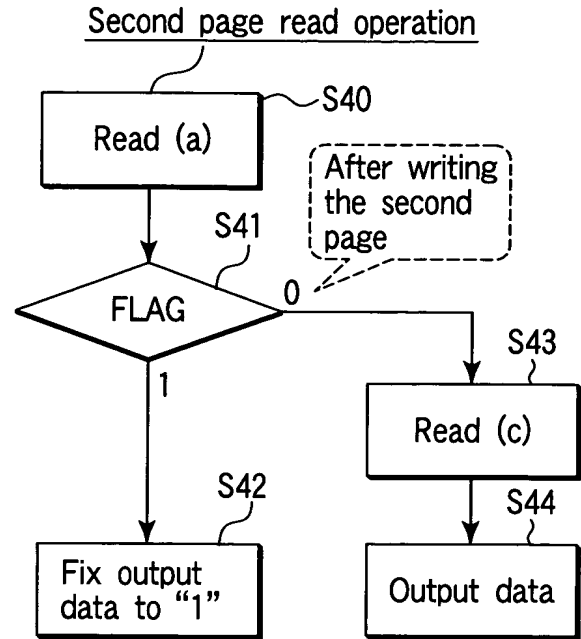 Second page read operation
S40
Read (a)
After writing
the second
page
S41
0
FLAG
1
S43
Read (c)
S42
S44
Fix output
data to “1”
Output data